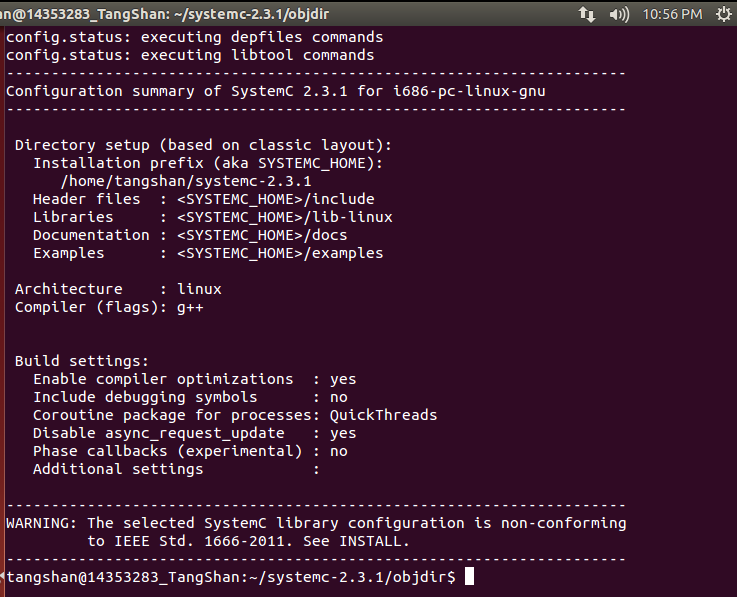 an@14353283_TangShan: ~/systemc-2.3.1/objdir 10:56 PM
config.status: executing depfiles commands
config.status: executing libtool commands
---------------------------------------------------------------------
Configuration summary of SystemC 2.3.1 for i686-pc-linux-gnu
---------------------------------------------------------------------
Directory setup (based on classic layout):
Installation prefix (aka SYSTEMC_HOME):
/home/tangshan/systemc-2.3.1
Header files  : <SYSTEMC_HOME>/include
Libraries     : <SYSTEMC_HOME>/lib-linux
Documentation : <SYSTEMC_HOME>/docs
Examples      : <SYSTEMC_HOME>/examples
Architecture    : linux
Compiler (flags): g++
Build settings:
Enable compiler optimizations  : yes
Include debugging symbols      : no
Coroutine package for processes: QuickThreads
Disable async_request_update   : yes
Phase callbacks (experimental) : no
Additional settings            :
---------------------------------------------------------------------
WARNING: The selected SystemC library configuration is non-conforming
to IEEE Std. 1666-2011. See INSTALL.
---------------------------------------------------------------------
tangshan@14353283_TangShan:~/systemc-2.3.1/objdir$